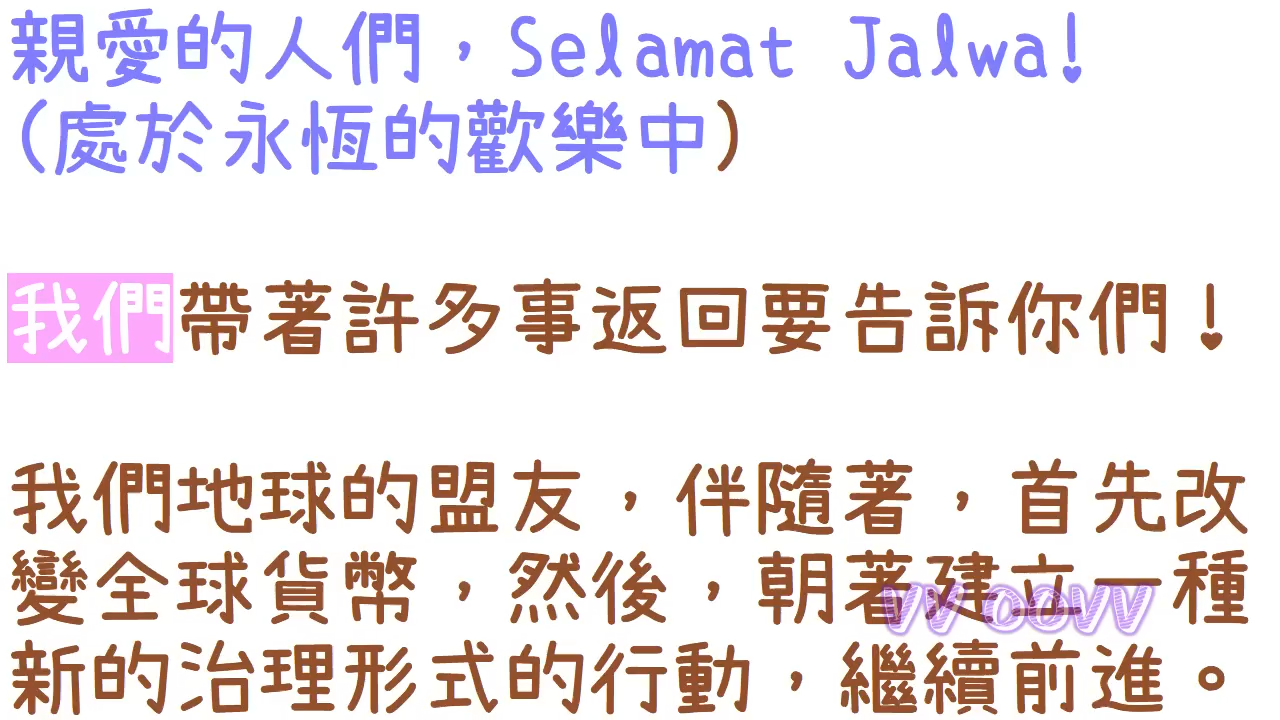 親愛的人們，Selamat Jalwa!
(處於永恆的歡樂中)
我們帶著許多事返回要告訴你們！
我們地球的盟友，伴隨著，首先改
變全球貨幣，然後，朝著建立一種
新的治理形式的行動，繼續前進。
vv oovv